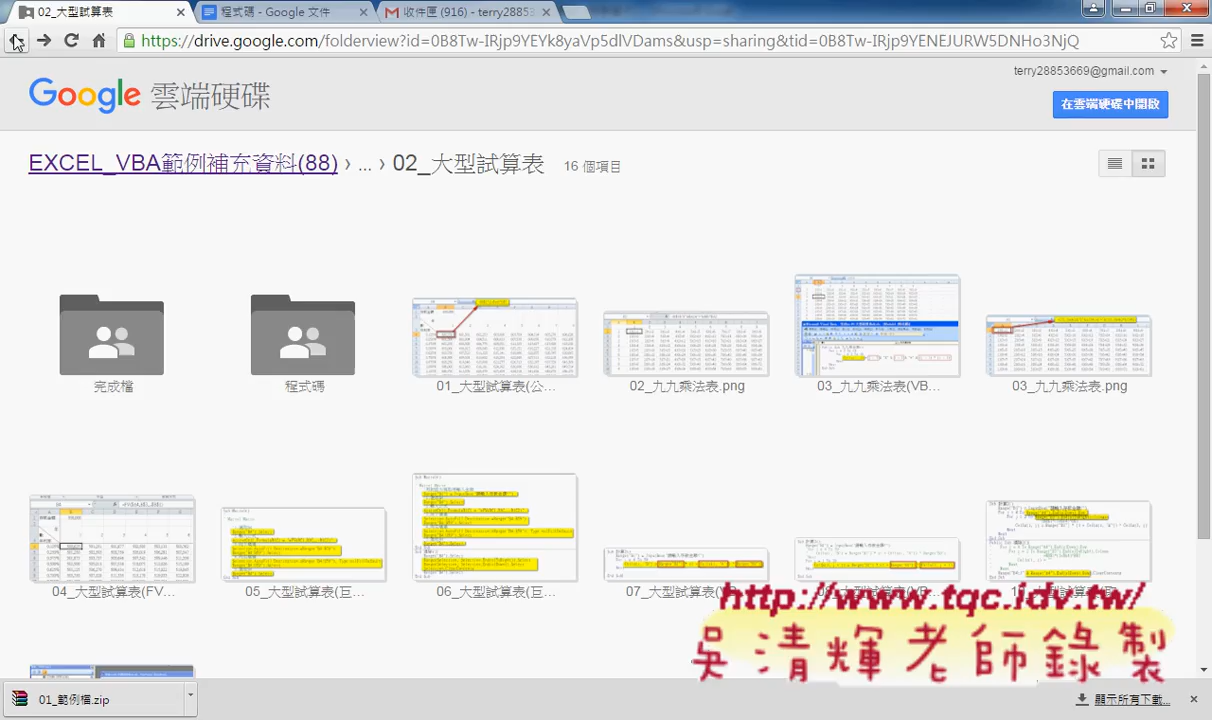 02_大型試算表
程式碼 - Google 文件
收件匣 (916) - terry28853
https://drive.google.com/folderview?id=0B8Tw-IRjp9YEYk8yaVp5dlVDams&usp=sharing&tid=0B8Tw-IRjp9YENEJURW5DNHo3NjQ
Google 雲端硬碟
terry28853669@gmail.com
在雲端硬碟中開啟
EXCEL_VBA範例補充資料(88) › ... › 02_大型試算表 16 個項目
完成檔
程式碼
01_大型試算表(公...
02_九九乘法表.png
03_九九乘法表(VB...
03_九九乘法表.png
04_大型試算表(FV...
05_大型試算表(巨...
06_大型試算表(巨...
http://www.tqc.idv.tw/
吳清輝老師錄製
01_範例檔.zip
顯示所有下載...